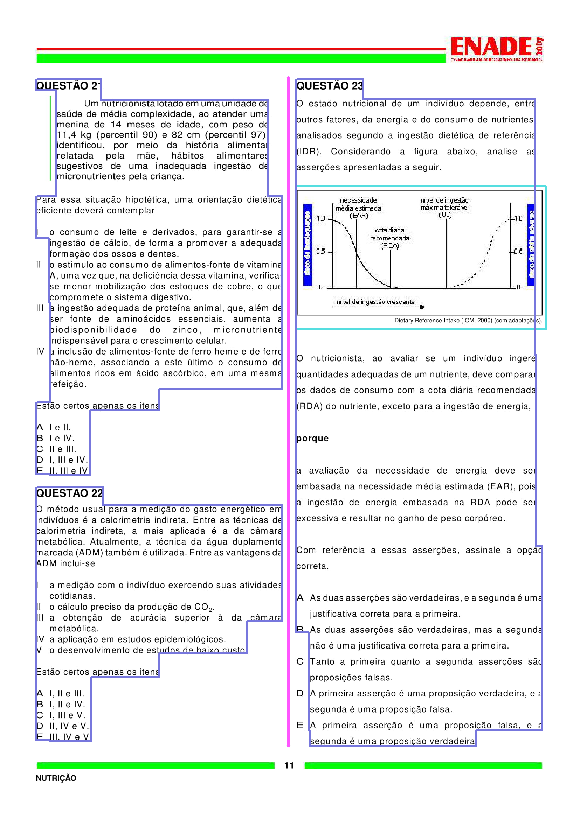 ENADE 2007
EXAME NACIONAL DE DESEMPENHO DOS ESTUDANTES
QUESTÃO 21
Um nutricionista lotado em uma unidade de
saúde de média complexidade, ao atender uma
menina de 14 meses de idade, com peso de
11,4 kg (percentil 90) e 82 cm (percentil 97),
identificou, por meio da história alimentar
relatada pela mãe, hábitos alimentares
sugestivos de uma inadequada ingestão de
micronutrientes pela criança.
Para essa situação hipotética, uma orientação dietética
eficiente deverá contemplar
I o consumo de leite e derivados, para garantir-se a
ingestão de cálcio, de forma a promover a adequada
formação dos ossos e dentes.
II o estímulo ao consumo de alimentos-fonte de vitamina
A, uma vez que, na deficiência dessa vitamina, verifica-
se menor mobilização dos estoques de cobre, o que
compromete o sistema digestivo.
III a ingestão adequada de proteína animal, que, além de
ser fonte de aminoácidos essenciais, aumenta a
biodisponibilidade do zinco, micronutriente
indispensável para o crescimento celular.
IV a inclusão de alimentos-fonte de ferro heme e de ferro
não-heme, associando a este último o consumo de
alimentos ricos em ácido ascórbico, em uma mesma
refeição.
Estão certos apenas os itens
A I e II.
B I e IV.
C II e III.
D I, III e IV.
E II, III e IV.
QUESTÃO 22
O método usual para a medição do gasto energético em
indivíduos é a calorimetria indireta. Entre as técnicas de
calorimetria indireta, a mais aplicada é a da câmara
metabólica. Atualmente, a técnica da água duplamente
marcada (ADM) também é utilizada. Entre as vantagens da
ADM inclui-se
I a medição com o indivíduo exercendo suas atividades
cotidianas.
II o cálculo preciso da produção de CO2.
III a obtenção de acurácia superior à da câmara
metabólica.
IV a aplicação em estudos epidemiológicos.
V o desenvolvimento de estudos de baixo custo.
Estão certos apenas os itens
A I, II e III.
B I, II e IV.
C I, III e V.
D II, IV e V.
E III, IV e V.
QUESTÃO 23
O estado nutricional de um indivíduo depende, entre
outros fatores, da energia e do consumo de nutrientes,
analisados segundo a ingestão dietética de referência
(IDR). Considerando a figura abaixo, analise as
asserções apresentadas a seguir.
necessidade
média estimada
(EAR)
nível de ingestão
máximo tolerável
(UL)
cota diária
recomendada
(RDA)
1,0
0,5
0
1,0
0,5
0
nível de ingestão crescente
Dietary Reference Intake (IOM, 2000) (com adaptações).
O nutricionista, ao avaliar se um indivíduo ingere
quantidades adequadas de um nutriente, deve comparar
os dados de consumo com a cota diária recomendada
(RDA) do nutriente, exceto para a ingestão de energia,
porque
a avaliação da necessidade de energia deve ser
embasada na necessidade média estimada (EAR), pois
a ingestão de energia embasada na RDA pode ser
excessiva e resultar no ganho de peso corpóreo.
Com referência a essas asserções, assinale a opção
correta.
A As duas asserções são verdadeiras, e a segunda é uma
justificativa correta para a primeira.
B As duas asserções são verdadeiras, mas a segunda
não é uma justificativa correta para a primeira.
C Tanto a primeira quanto a segunda asserções são
proposições falsas.
D A primeira asserção é uma proposição verdadeira, e a
segunda é uma proposição falsa.
E A primeira asserção é uma proposição falsa, e a
segunda é uma proposição verdadeira.
11
NUTRIÇÃO